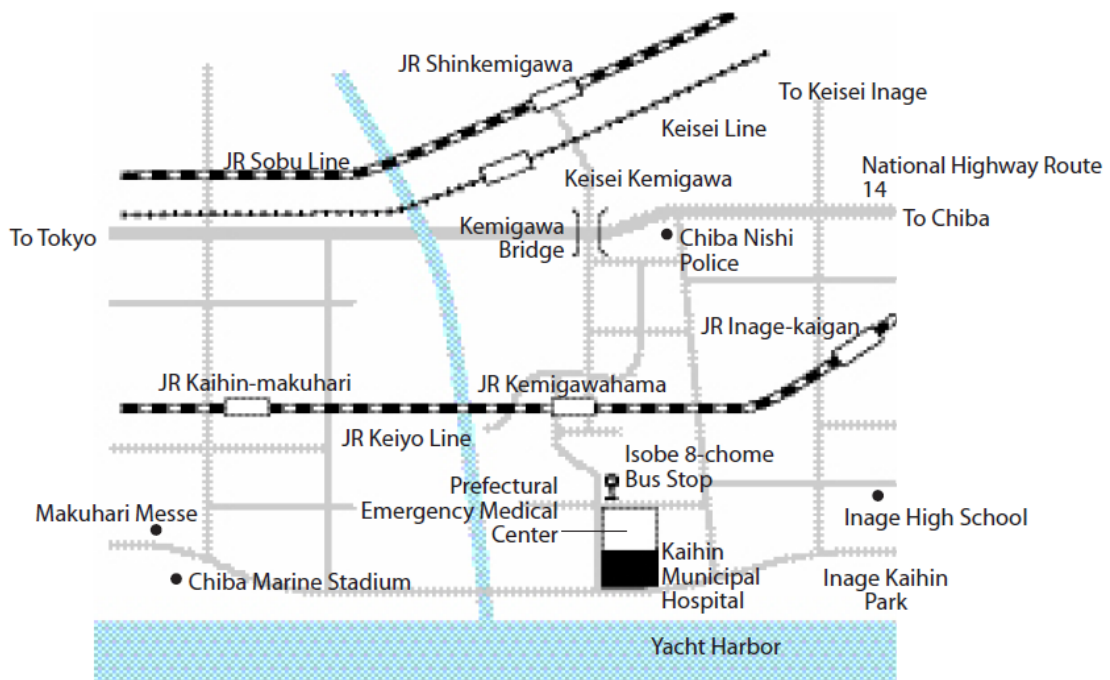 JR Shinkemigawa
To Keisei Inage
Keisei Line
JR Sobu Line
Keisei Kemigawa
National Highway Route
14
To Chiba
To Tokyo
Kemigawa
Bridge
Chiba Nishi
Police
JR Inage-kaigan
JR Kaihin-makuhari
JR Kemigawahama
JR Keiyo Line
Isobe 8-chome
Bus Stop
Prefectural
Emergency Medical
Center
Makuhari Messe
Inage High School
Chiba Marine Stadium
Kaihin
Municipal
Hospital
Inage Kaihin
Park
Yacht Harbor